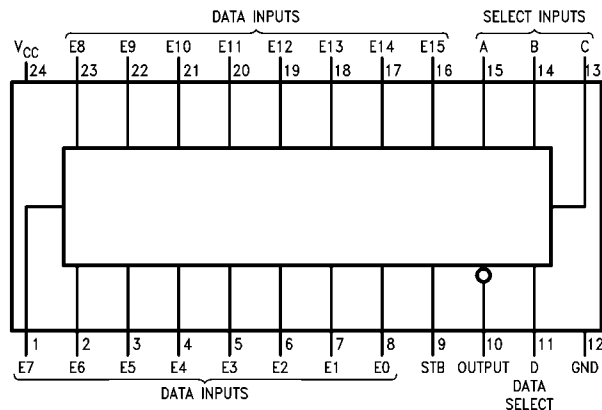 DATA INPUTS SELECT INPUTS
VCC E8 E9 E10 E11 E12 E13 E14 E15 A B C
24 23 22 21 20 19 18 17 16 15 14 13
1 2 3 4 5 6 7 8 9 10 11 12
E7 E6 E5 E4 E3 E2 E1 E0 STB OUTPUT D GND
DATA INPUTS DATA
SELECT